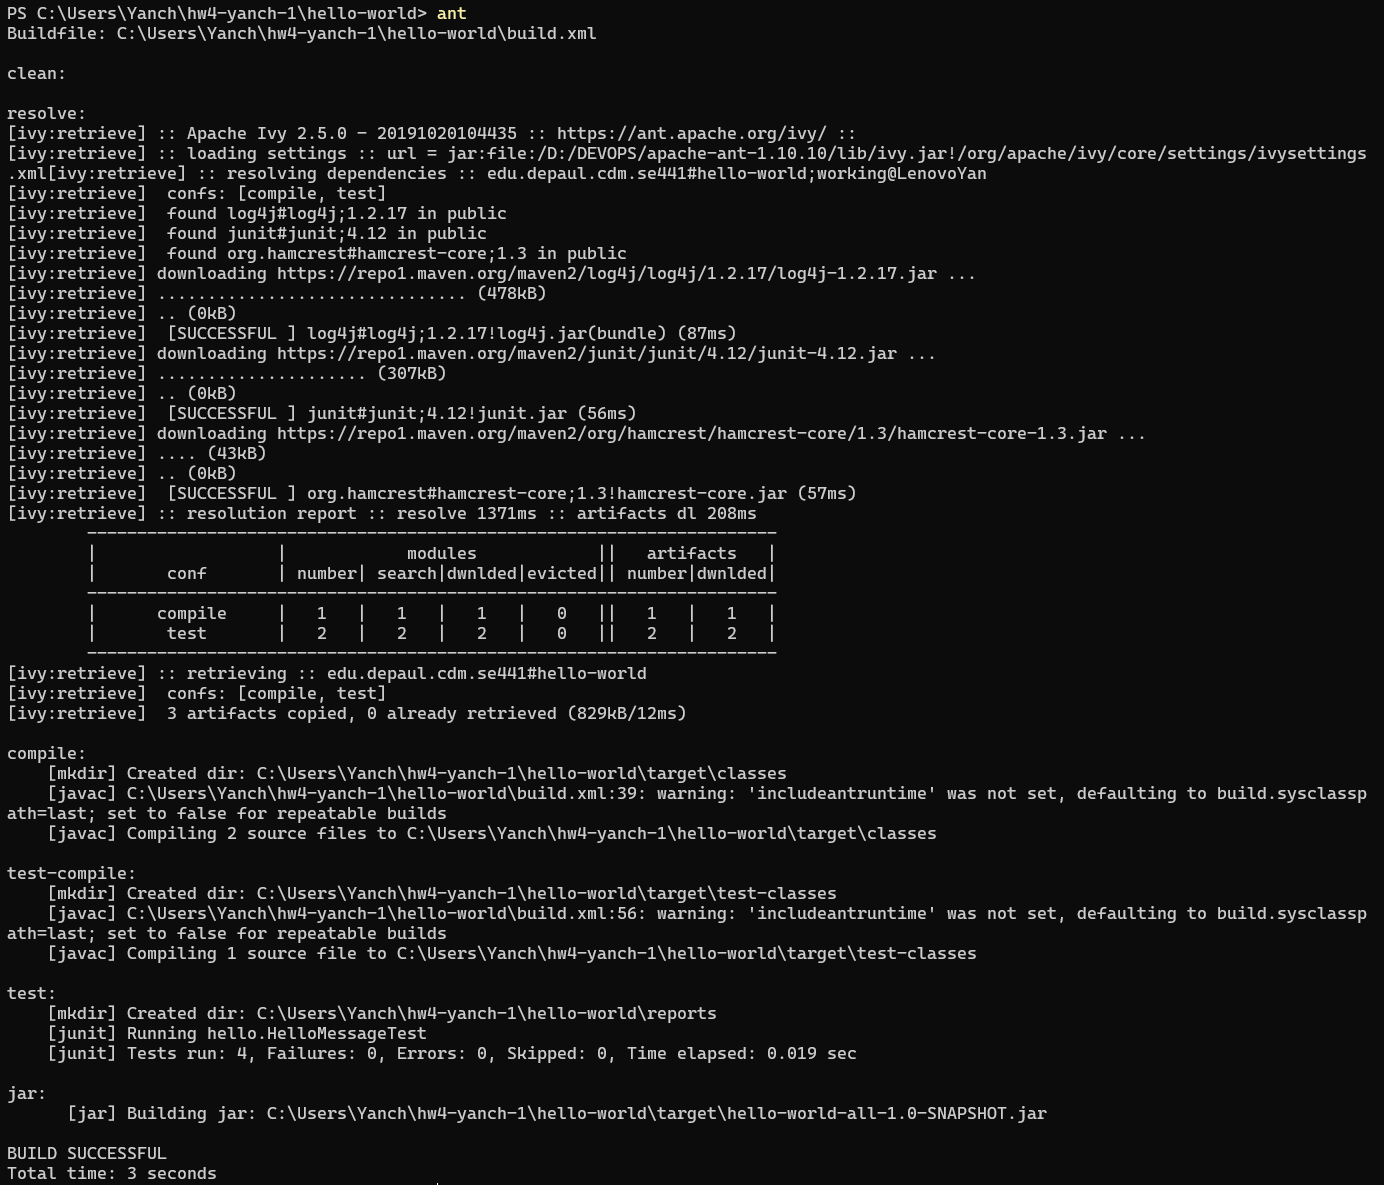 PS C:\Users\Yanch\hw4-yanch-1\hello-world> ant
Buildfile: C:\Users\Yanch\hw4-yanch-1\hello-world\build.xml

clean:

resolve:
[ivy:retrieve] :: Apache Ivy 2.5.0 - 20191020104435 :: https://ant.apache.org/ivy/ ::
[ivy:retrieve] :: loading settings :: url = jar:file:/D:/DEVOPS/apache-ant-1.10.10/lib/ivy.jar!/org/apache/ivy/core/settings/ivysettings
.xml[ivy:retrieve] :: resolving dependencies :: edu.depaul.cdm.se441#hello-world;working@LenovoYan
[ivy:retrieve]  confs: [compile, test]
[ivy:retrieve]  found log4j#log4j;1.2.17 in public
[ivy:retrieve]  found junit#junit;4.12 in public
[ivy:retrieve]  found org.hamcrest#hamcrest-core;1.3 in public
[ivy:retrieve] downloading https://repo1.maven.org/maven2/log4j/log4j/1.2.17/log4j-1.2.17.jar ...
[ivy:retrieve] ............................... (478kB)
[ivy:retrieve] .. (0kB)
[ivy:retrieve]  [SUCCESSFUL ] log4j#log4j;1.2.17!log4j.jar(bundle) (87ms)
[ivy:retrieve] downloading https://repo1.maven.org/maven2/junit/junit/4.12/junit-4.12.jar ...
[ivy:retrieve] ..................... (307kB)
[ivy:retrieve] .. (0kB)
[ivy:retrieve]  [SUCCESSFUL ] junit#junit;4.12!junit.jar (56ms)
[ivy:retrieve] downloading https://repo1.maven.org/maven2/org/hamcrest/hamcrest-core/1.3/hamcrest-core-1.3.jar ...
[ivy:retrieve] .... (43kB)
[ivy:retrieve] .. (0kB)
[ivy:retrieve]  [SUCCESSFUL ] org.hamcrest#hamcrest-core;1.3!hamcrest-core.jar (57ms)
[ivy:retrieve] :: resolution report :: resolve 1371ms :: artifacts dl 208ms
        ---------------------------------------------------------------------
        |                  |            modules            ||   artifacts   |
        |       conf       | number| search|dwnlded|evicted|| number|dwnlded|
        ---------------------------------------------------------------------
        |      compile     |   1   |   1   |   1   |   0   ||   1   |   1   |
        |       test       |   2   |   2   |   2   |   0   ||   2   |   2   |
        ---------------------------------------------------------------------
[ivy:retrieve] :: retrieving :: edu.depaul.cdm.se441#hello-world
[ivy:retrieve]  confs: [compile, test]
[ivy:retrieve]  3 artifacts copied, 0 already retrieved (829kB/12ms)

compile:
    [mkdir] Created dir: C:\Users\Yanch\hw4-yanch-1\hello-world\target\classes
    [javac] C:\Users\Yanch\hw4-yanch-1\hello-world\build.xml:39: warning: 'includeantruntime' was not set, defaulting to build.sysclassp
ath=last; set to false for repeatable builds
    [javac] Compiling 2 source files to C:\Users\Yanch\hw4-yanch-1\hello-world\target\classes

test-compile:
    [mkdir] Created dir: C:\Users\Yanch\hw4-yanch-1\hello-world\target\test-classes
    [javac] C:\Users\Yanch\hw4-yanch-1\hello-world\build.xml:56: warning: 'includeantruntime' was not set, defaulting to build.sysclassp
ath=last; set to false for repeatable builds
    [javac] Compiling 1 source file to C:\Users\Yanch\hw4-yanch-1\hello-world\target\test-classes

test:
    [mkdir] Created dir: C:\Users\Yanch\hw4-yanch-1\hello-world\reports
    [junit] Running hello.HelloMessageTest
    [junit] Tests run: 4, Failures: 0, Errors: 0, Skipped: 0, Time elapsed: 0.019 sec

jar:
      [jar] Building jar: C:\Users\Yanch\hw4-yanch-1\hello-world\target\hello-world-all-1.0-SNAPSHOT.jar

BUILD SUCCESSFUL
Total time: 3 seconds